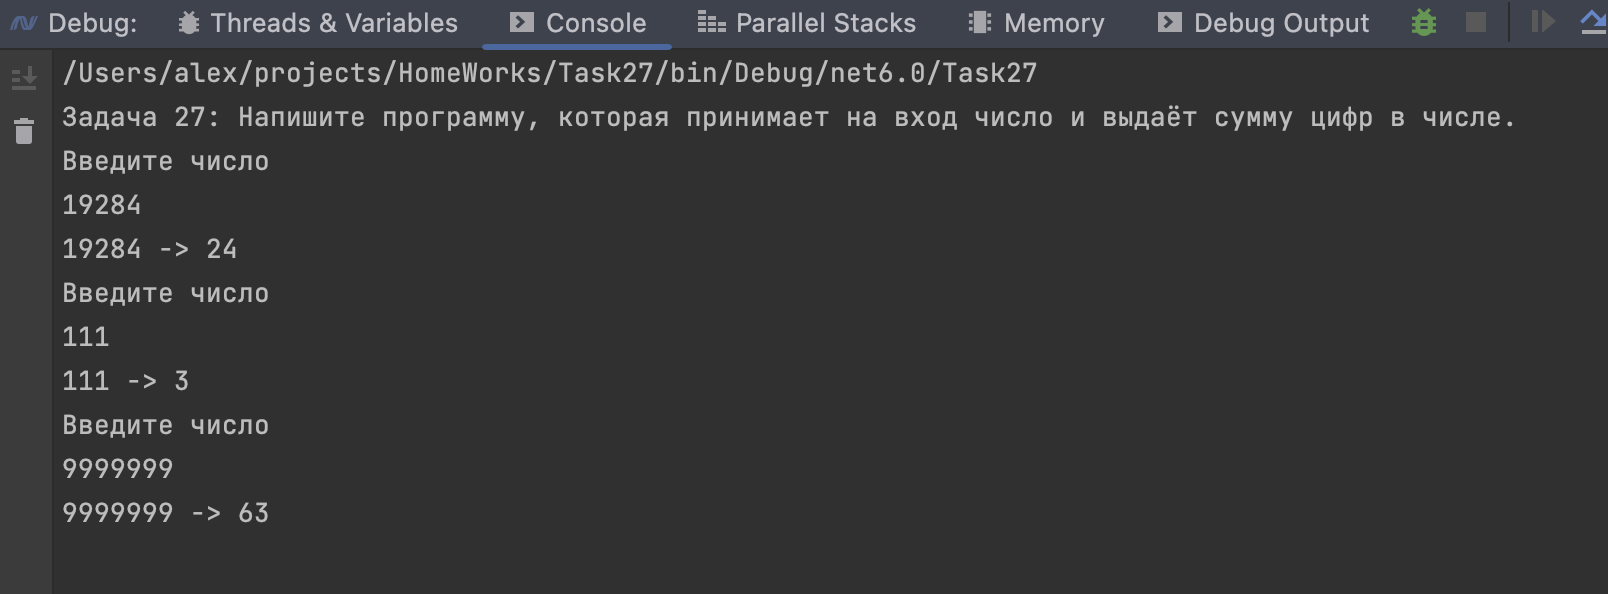 Debug: Threads & Variables Console Parallel Stacks Memory Debug Output
/Users/alex/projects/HomeWorks/Task27/bin/Debug/net6.0/Task27
Задача 27: Напишите программу, которая принимает на вход число и выдаёт сумму цифр в числе.
Введите число
19284
19284 -> 24
Введите число
111
111 -> 3
Введите число
9999999
9999999 -> 63